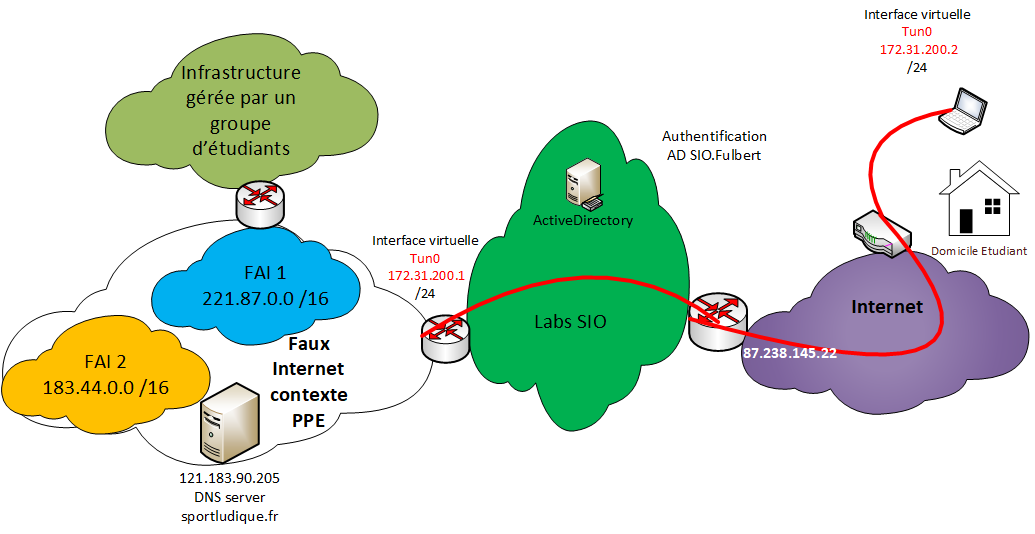 Infrastructure
gérée par un
groupe
d'étudiants
FAI 1
221.87.0.0 /16
FAI 2
183.44.0.0 /16
Faux
Internet
contexte
PPE
121.183.90.205
DNS server
sportludique.fr
Interface virtuelle
Tun0
172.31.200.1
/24
ActiveDirectory
Labs SIO
Authentification
AD SIO.Fulbert
Interface virtuelle
Tun0
172.31.200.2
/24
Domicile Etudiant
Internet
87.238.145.22